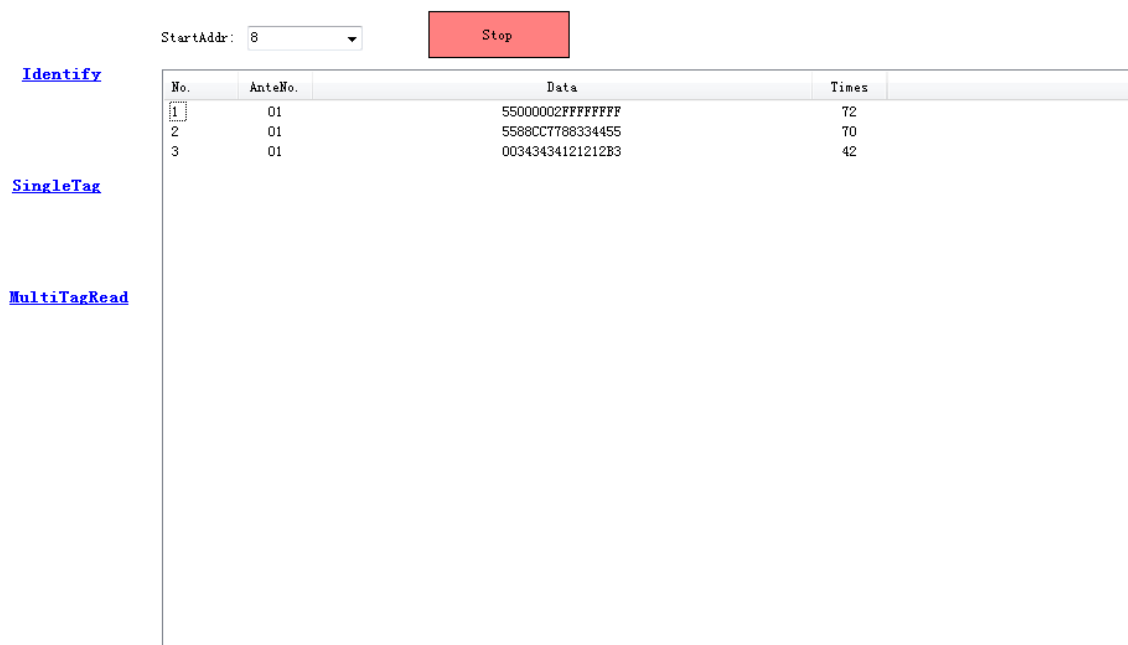 StartAddr: 8 Stop
Identify
No. AnteNo. Data Times
1 01 55000002FFFFFFFF 72
2 01 5588CC7788334455 70
3 01 00343434121212B3 42
SingleTag
MultiTagRead